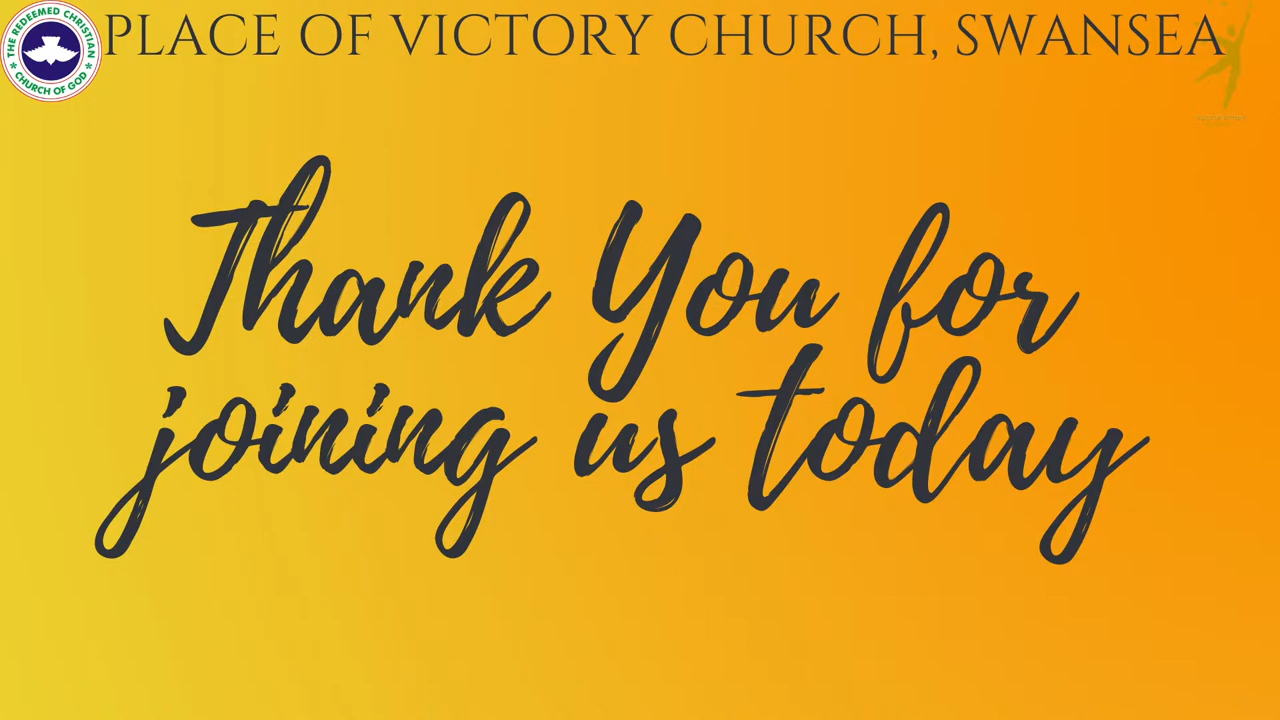 THE REDEEMED CHRISTIAN
CHURCH OF GOD
PLACE OF VICTORY CHURCH, SWANSEA
Thank You for
joining us today